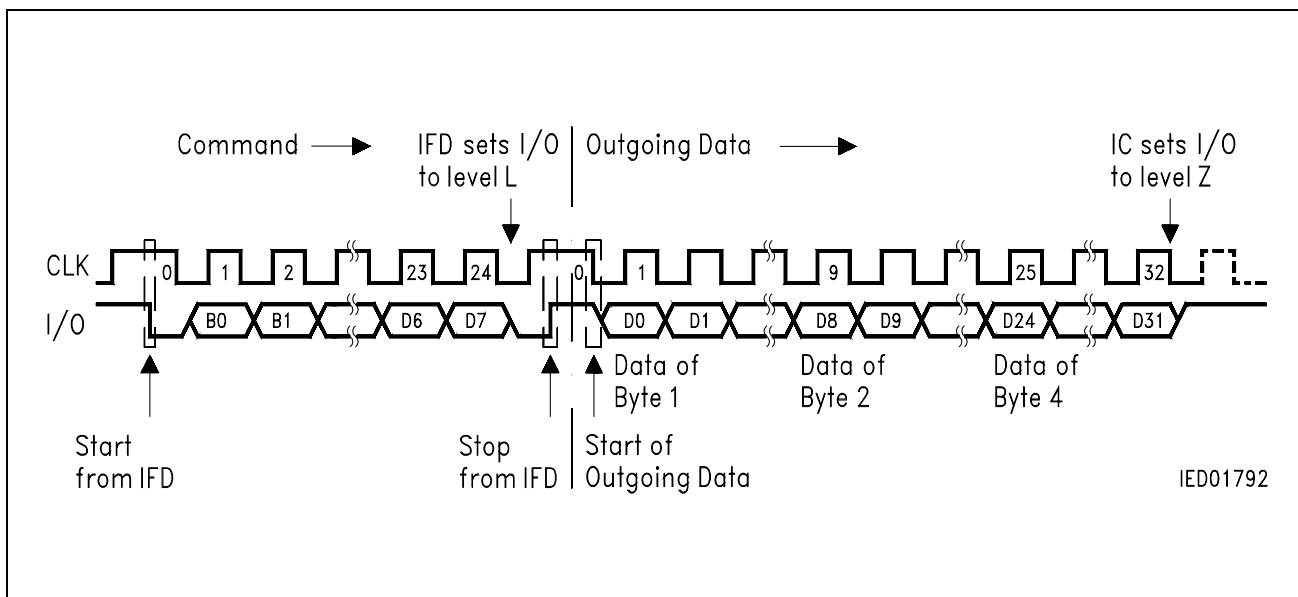 Command
IFD sets I/O
to level L
Outgoing Data
IC sets I/O
to level Z
CLK
0 1 2 23 24 0 1 9 25 32
I/O
B0 B1 D6 D7 D0 D1 D8 D9 D24 D31
Data of
Byte 1
Data of
Byte 2
Data of
Byte 4
Start
from IFD
Stop
from IFD
Start of
Outgoing Data
IED01792